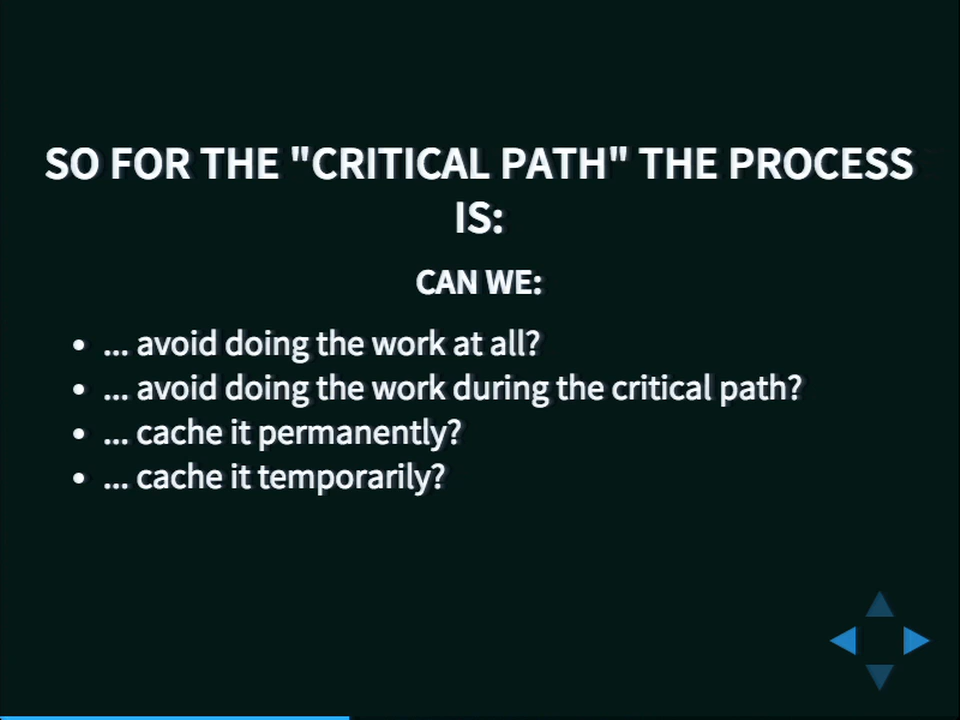 SO FOR THE "CRITICAL PATH" THE PROCESS
IS:
CAN WE:
• ... avoid doing the work at all?
• ... avoid doing the work during the critical path?
• ... cache it permanently?
• ... cache it temporarily?